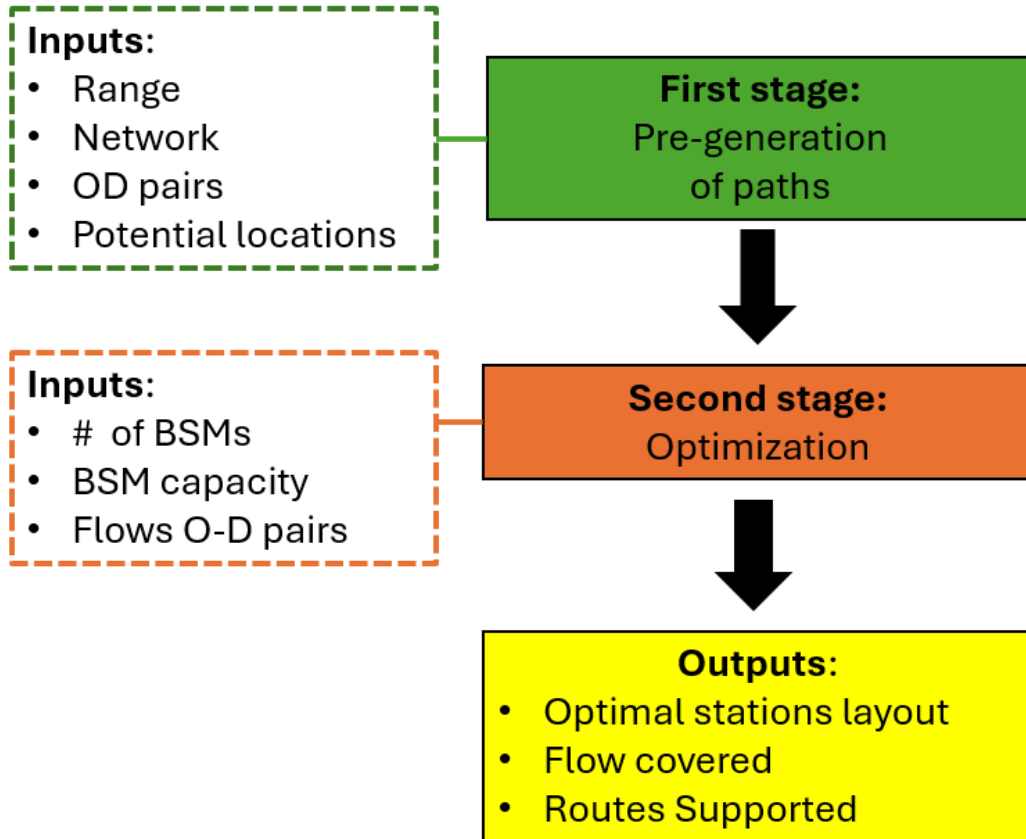 Inputs:
• Range
• Network
• OD pairs
• Potential locations
First stage:
Pre-generation
of paths
Inputs:
• # of BSMs
• BSM capacity
• Flows O-D pairs
Second stage:
Optimization
Outputs:
• Optimal stations layout
• Flow covered
• Routes Supported